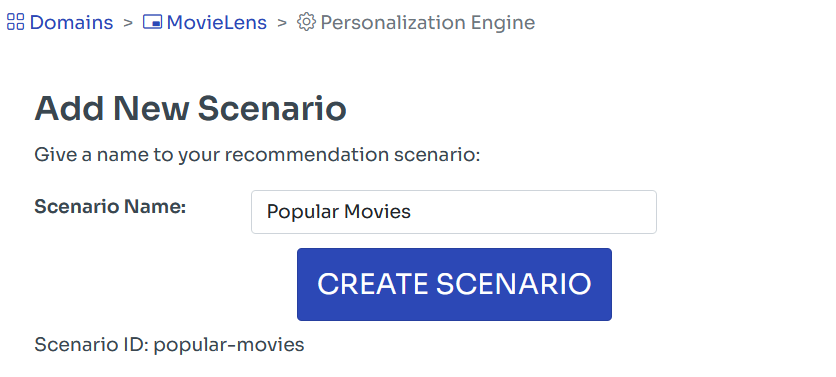 Domains > MovieLens > Personalization Engine
Add New Scenario
Give a name to your recommendation scenario:
Scenario Name: Popular Movies
CREATE SCENARIO
Scenario ID: popular-movies